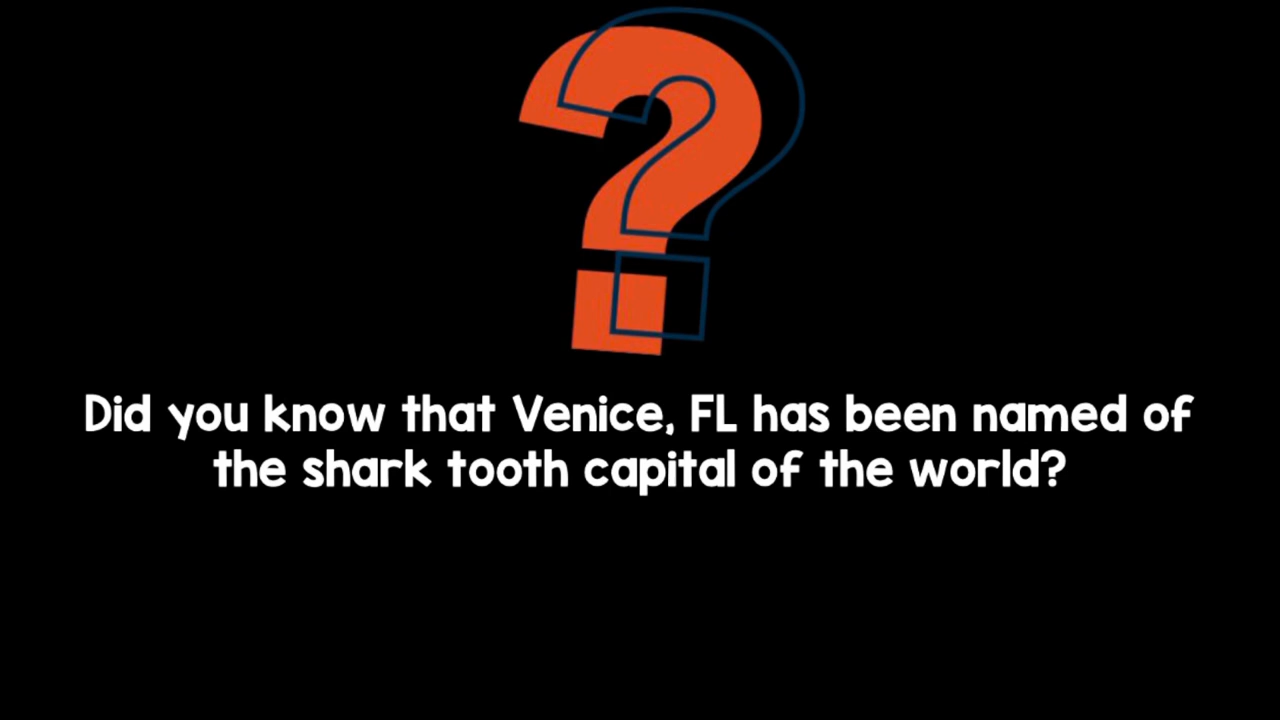 Did you know that Venice, FL has been named of
the shark tooth capital of the world?